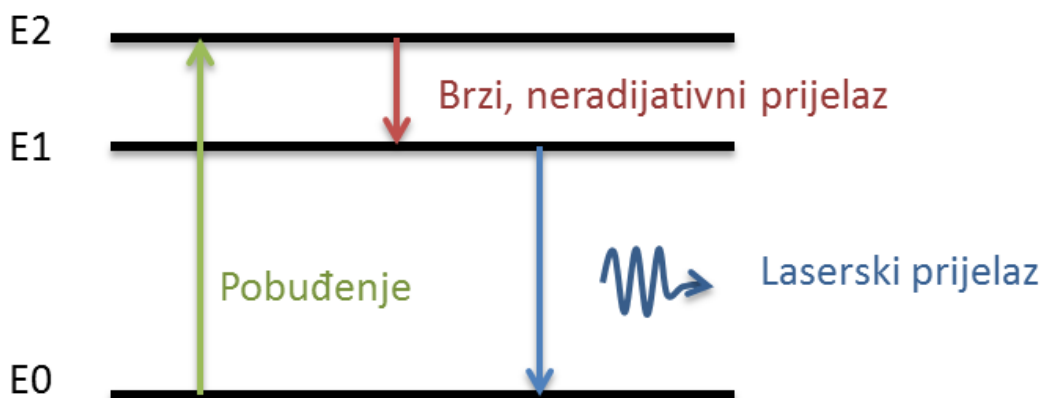 E2
Brzi, neradijativni prijelaz
E1
Pobuđenje
Laserski prijelaz
E0